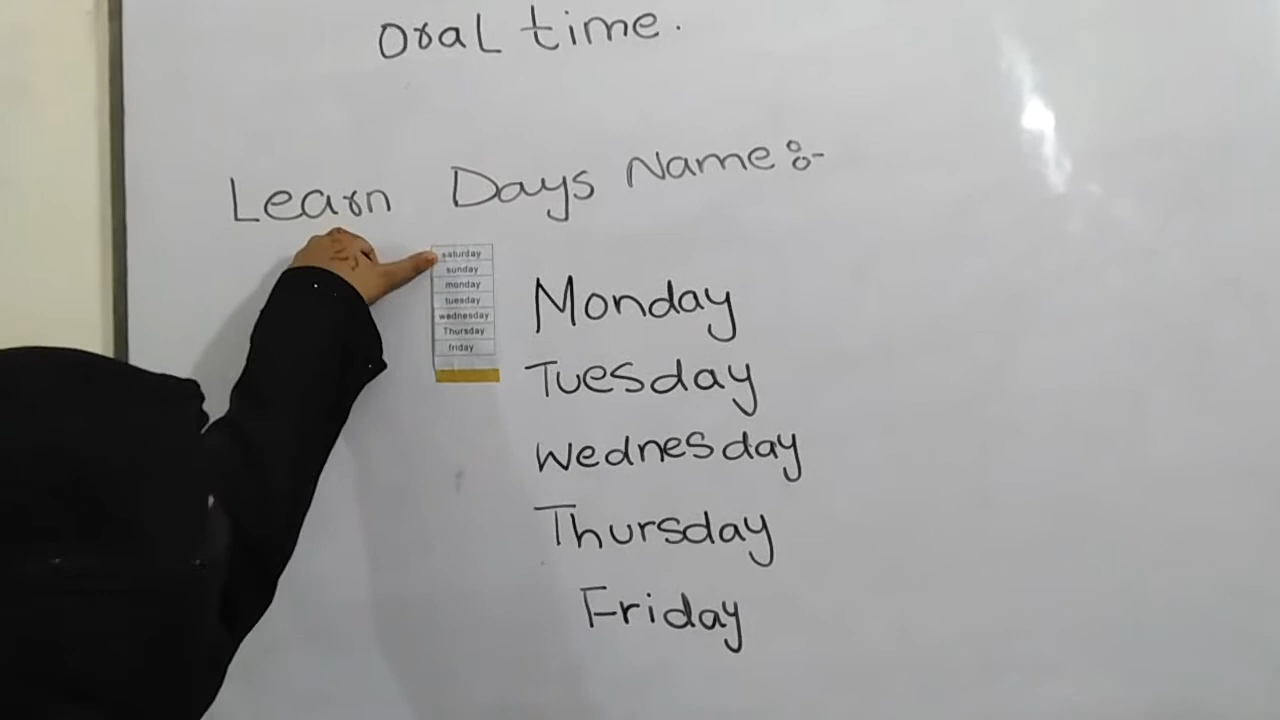 Oral time.
Learn Days Name:-
saturday
sunday
monday
tuesday
wednesday
Thursday
friday
Monday
Tuesday
Wednesday
Thursday
Friday